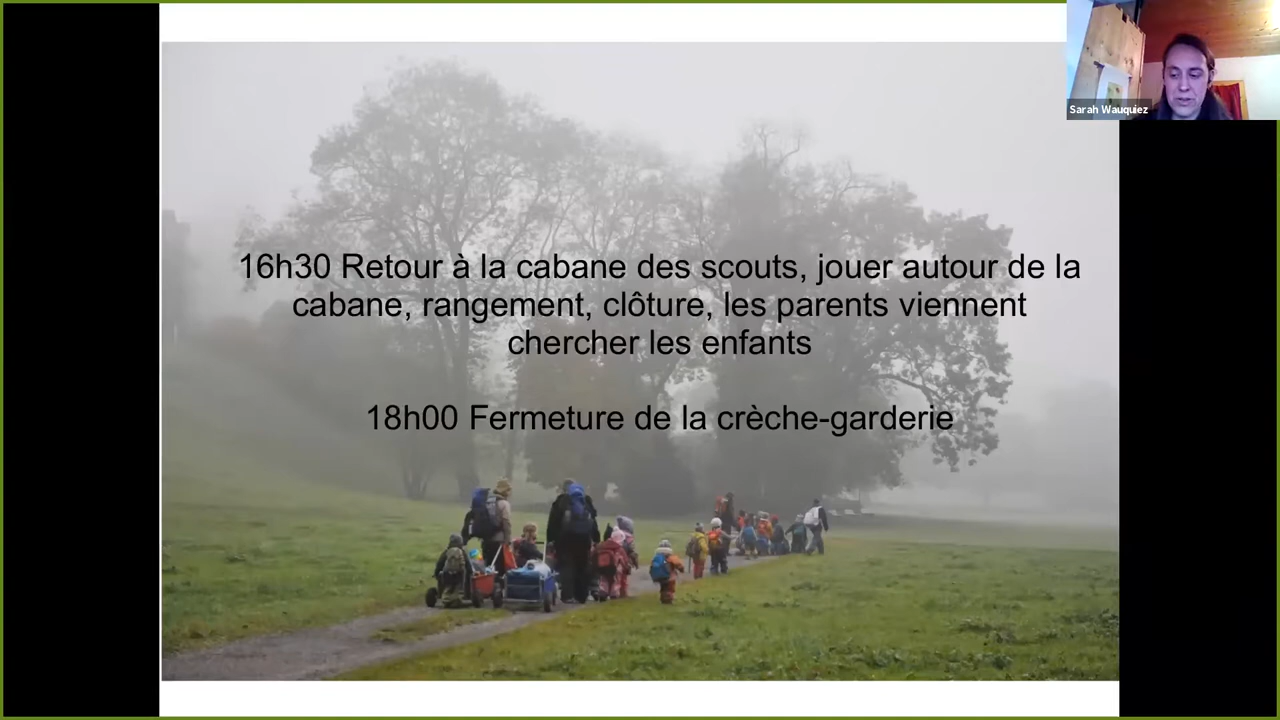 Sarah Wauquiez
16h30 Retour à la cabane des scouts, jouer autour de la
cabane, rangement, clôture, les parents viennent
chercher les enfants
18h00 Fermeture de la crèche-garderie